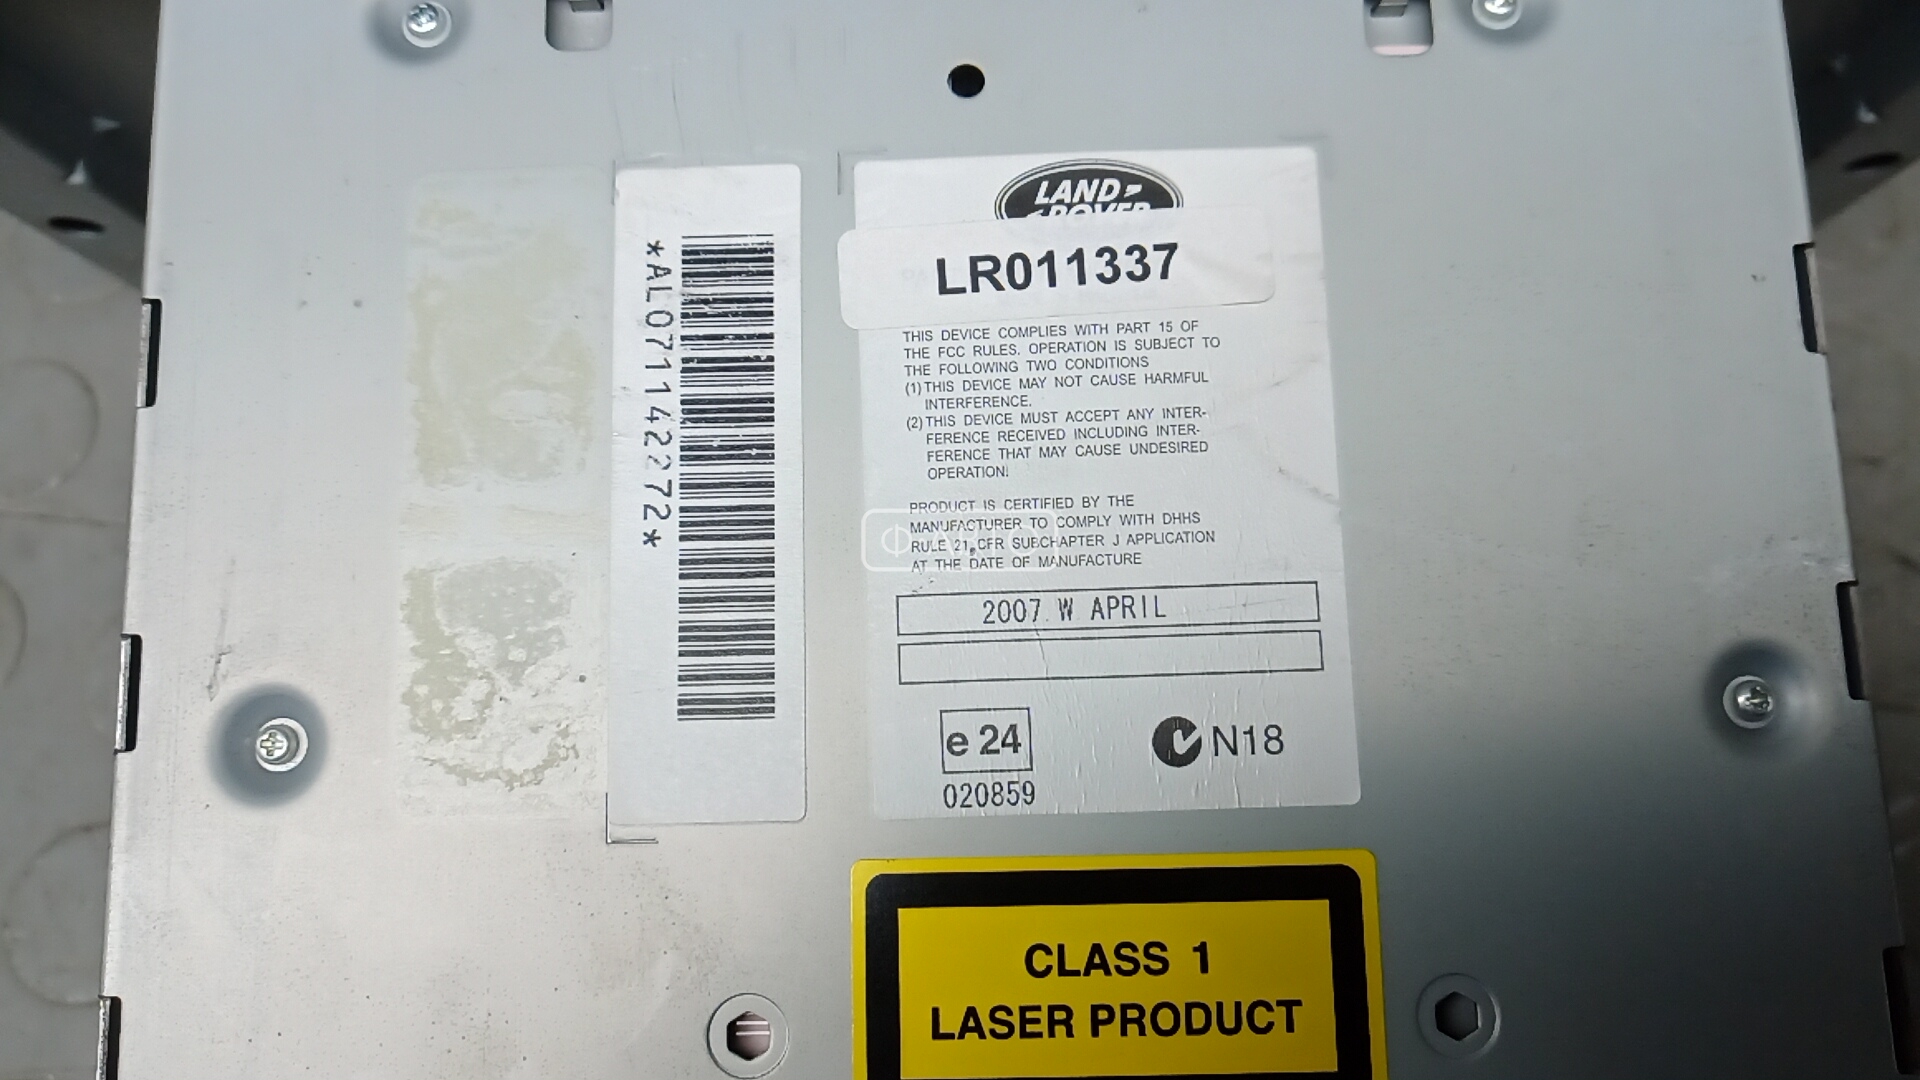 *AL071142272*
LAND
ROVER
LR011337
THIS DEVICE COMPLIES WITH PART 15 OF
THE FCC RULES. OPERATION IS SUBJECT TO
THE FOLLOWING TWO CONDITIONS
(1) THIS DEVICE MAY NOT CAUSE HARMFUL
INTERFERENCE.
(2) THIS DEVICE MUST ACCEPT ANY INTER-
FERENCE RECEIVED INCLUDING INTER-
FERENCE THAT MAY CAUSE UNDESIRED
OPERATION!
PRODUCT IS CERTIFIED BY THE
MANUFACTURER TO COMPLY WITH DHHS
RULE 21, CFR SUBCHAPTER J APPLICATION
AT THE DATE OF MANUFACTURE
2007 W APRIL
e 24
020859
N18
CLASS 1
LASER PRODUCT